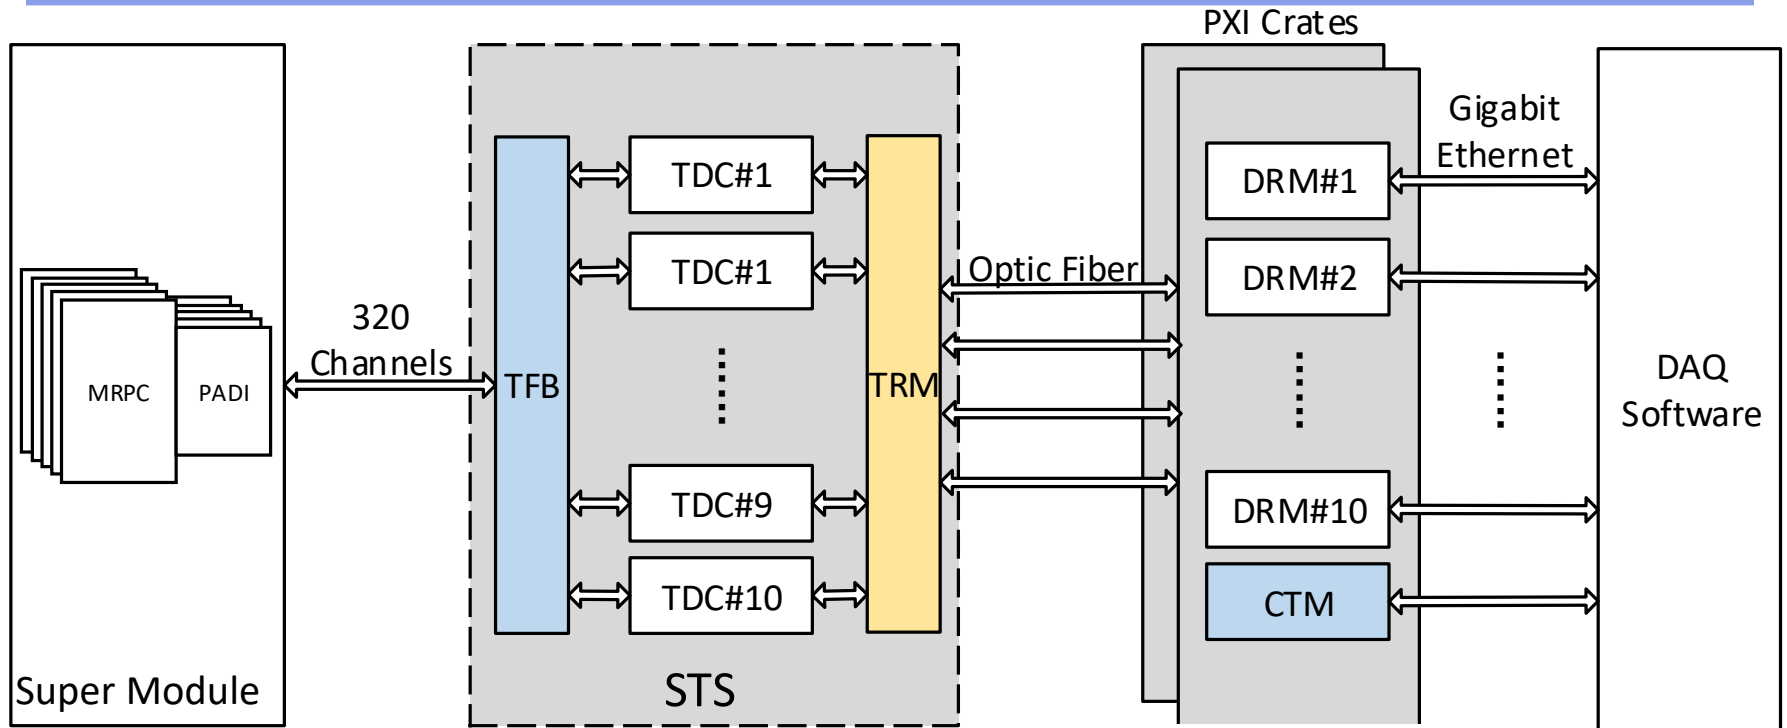 PXI Crates
320
Channels
MRPC
PADI
Super Module
TFB
TDC#1
TDC#1
TDC#9
TDC#10
TRM
STS
Optic Fiber
DRM#1
DRM#2
DRM#10
CTM
Gigabit
Ethernet
DAQ
Software